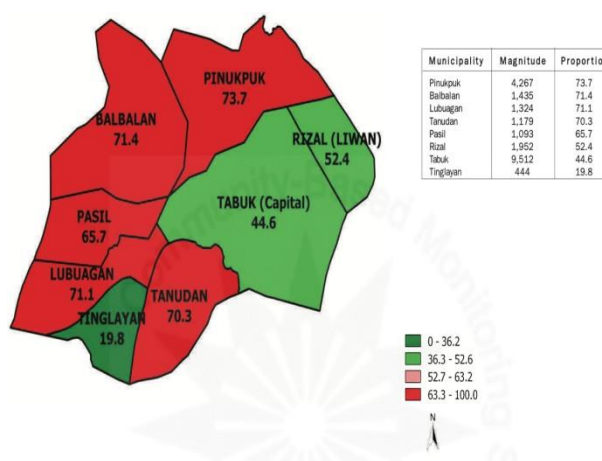 PINUKPUK
73.7
BALBALAN
71.4
RIZAL (LIWAN)
52.4
TABUK (Capital)
44.6
PASIL
65.7
LUBUAGAN
71.1
TANUDAN
70.3
TINGLAYAN
19.8
Municipality Magnitude Proportio
Pinukpuk 4,267 73.7
Balbalan 1,435 71.4
Lubuagan 1,324 71.1
Tanudan 1,179 70.3
Pasil 1,093 65.7
Rizal 1,952 52.4
Tabuk 9,512 44.6
Tinglayan 444 19.8
0 - 36.2
36.3 - 52.6
52.7 - 63.2
63.3 - 100.0
N
Community-Based Monitoring S